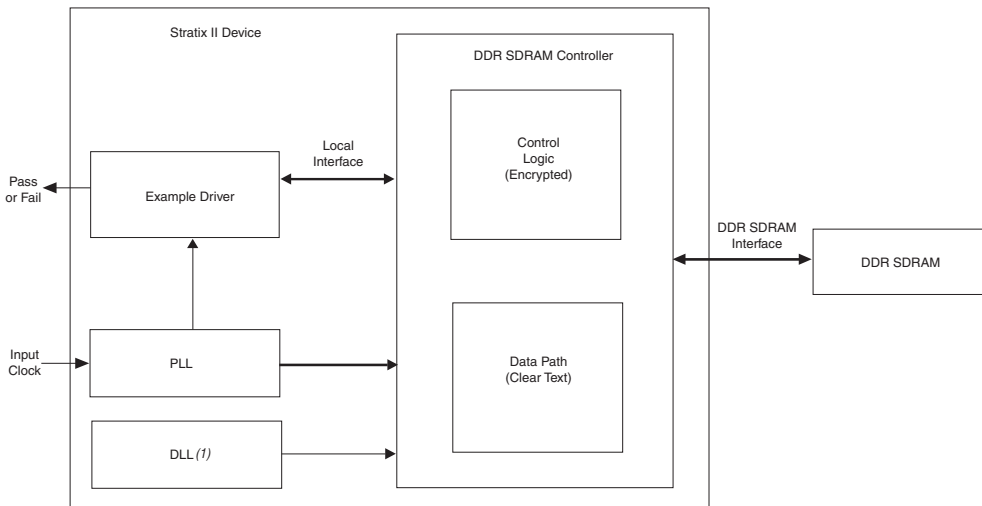 Stratix II Device
DDR SDRAM Controller
Control
Logic
(Encrypted)
Local
Interface
Pass
or Fail
Example Driver
DDR SDRAM
Interface
DDR SDRAM
Input
Clock
PLL
Data Path
(Clear Text)
DLL(1)